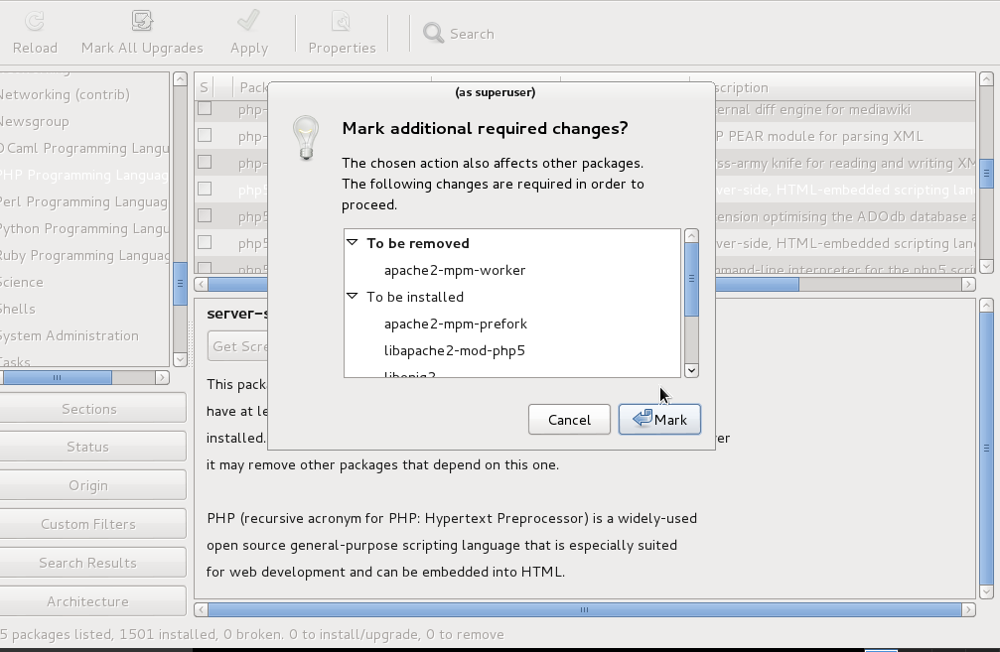 Reload
Mark All Upgrades
Apply
Properties
Search
Networking (contrib)
Newsgroup
OCaml Programming Langu
PHP Programming Languag
Perl Programming Languag
Python Programming Langu
Ruby Programming Languag
Science
Shells
System Administration
Tasks
Sections
Status
Origin
Custom Filters
Search Results
Architecture
S Pack scription
php- ernal diff engine for mediawiki
php- P PEAR module for parsing XML
php- ss-army knife for reading and writing XM
php5 ver-side, HTML-embedded scripting lan
php5 ension optimising the ADOdb database a
php5 ver-side, HTML-embedded scripting lan
php5 mmand-line interpreter for the php5 scri
(as superuser)
Mark additional required changes?
The chosen action also affects other packages.
The following changes are required in order to
proceed.
To be removed
apache2-mpm-worker
To be installed
apache2-mpm-prefork
libapache2-mod-php5
Cancel
Mark
server-s
Get Scre
This pack
have at le
installed. er
it may remove other packages that depend on this one.
PHP (recursive acronym for PHP: Hypertext Preprocessor) is a widely-used
open source general-purpose scripting language that is especially suited
for web development and can be embedded into HTML.
5 packages listed, 1501 installed, 0 broken. 0 to install/upgrade, 0 to remove